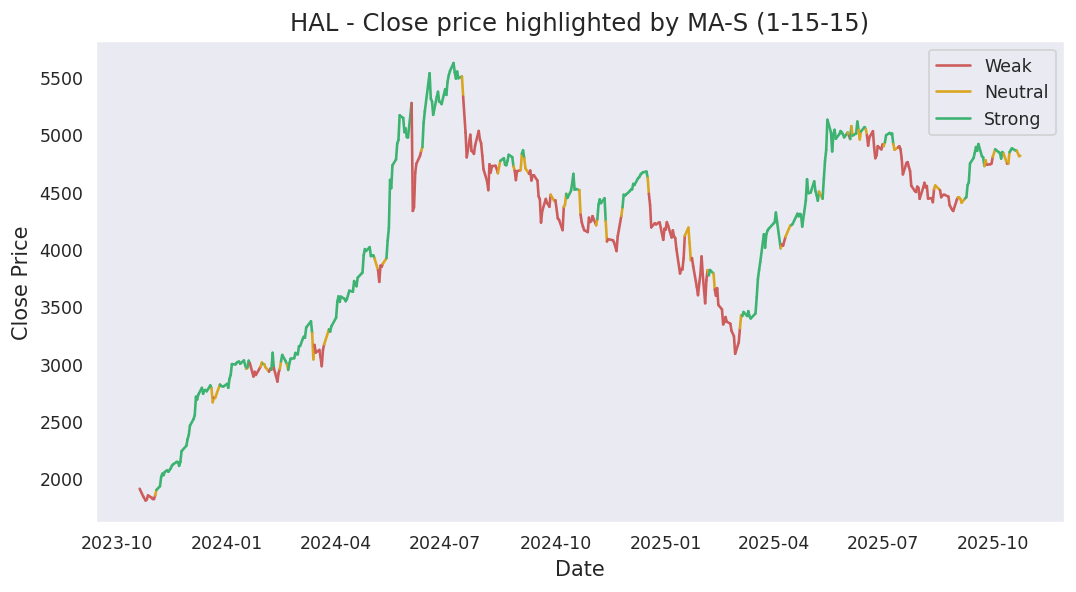 HAL - Close price highlighted by MA-S (1-15-15)
Weak
Neutral
Strong
Close Price
5500
5000
4500
4000
3500
3000
2500
2000
2023-10 2024-01 2024-04 2024-07 2024-10 2025-01 2025-04 2025-07 2025-10
Date